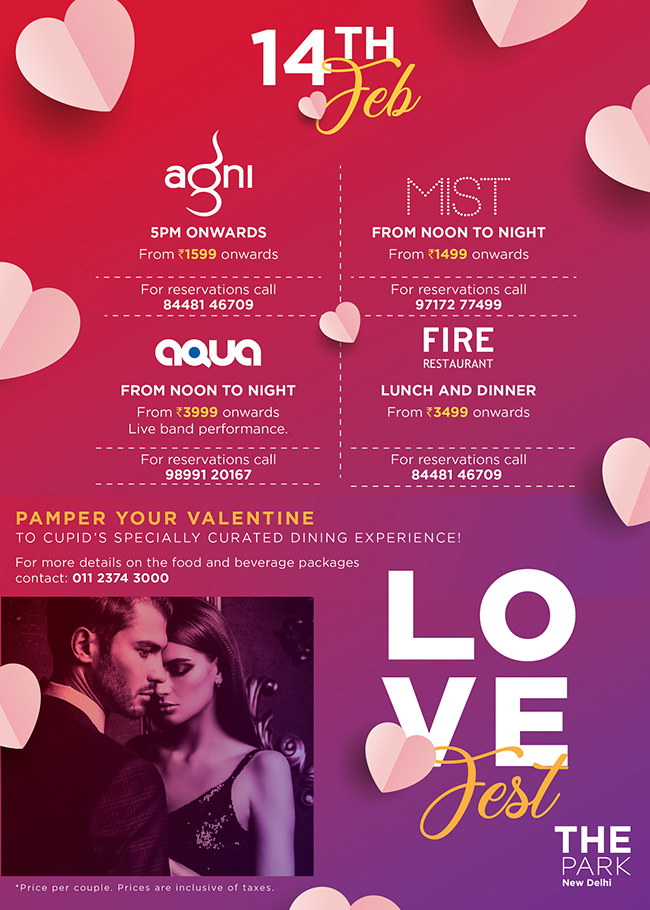 14TH
Feb
agni
5PM ONWARDS
From ₹1599 onwards
For reservations call
84481 46709
MIST
FROM NOON TO NIGHT
From ₹1499 onwards
For reservations call
97172 77499
aqua
FROM NOON TO NIGHT
From ₹3999 onwards
Live band performance.
For reservations call
98991 20167
FIRE
RESTAURANT
LUNCH AND DINNER
From ₹3499 onwards
For reservations call
84481 46709
PAMPER YOUR VALENTINE
TO CUPID'S SPECIALLY CURATED DINING EXPERIENCE!
For more details on the food and beverage packages
contact: 011 2374 3000
LO
VE
Fest
THE
PARK
New Delhi
*Price per couple. Prices are inclusive of taxes.